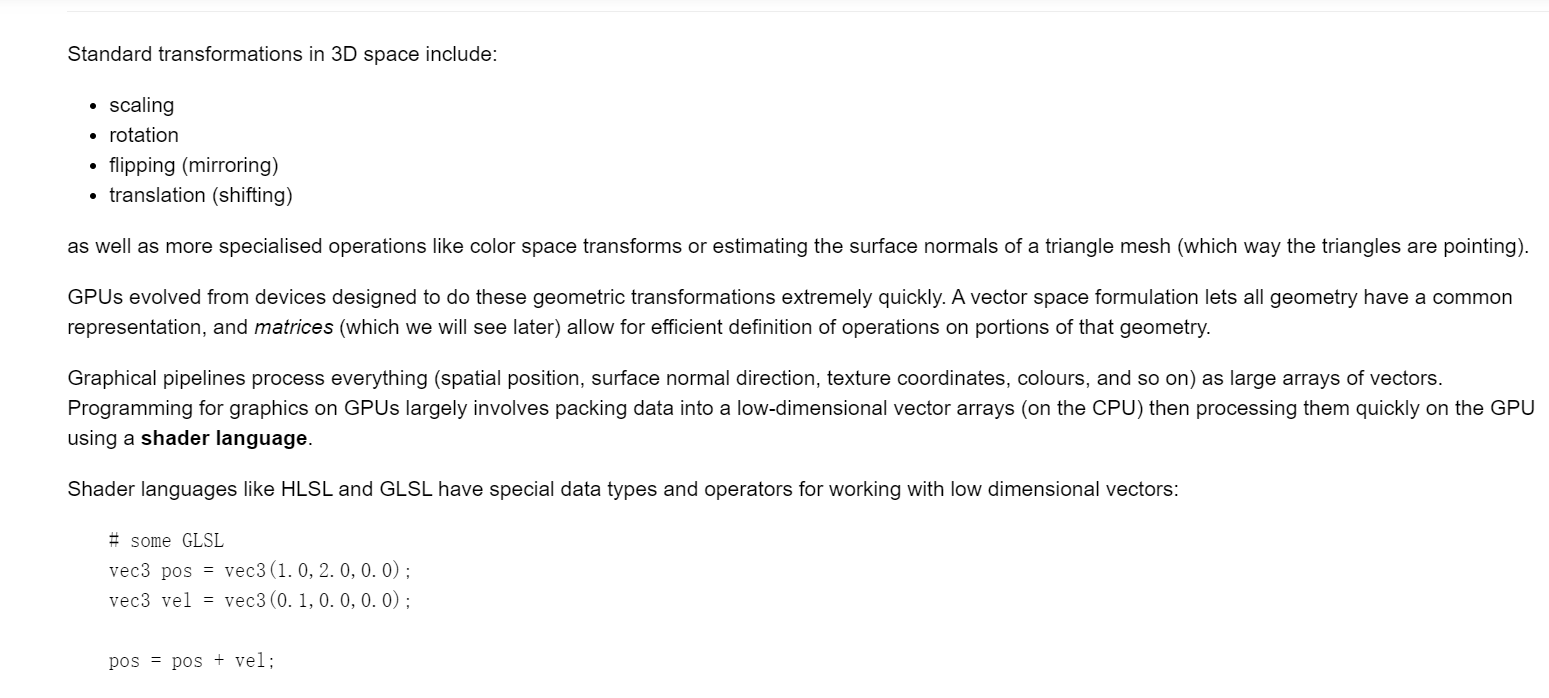 Standard transformations in 3D space include:
• scaling
• rotation
• flipping (mirroring)
• translation (shifting)
as well as more specialised operations like color space transforms or estimating the surface normals of a triangle mesh (which way the triangles are pointing).
GPUs evolved from devices designed to do these geometric transformations extremely quickly. A vector space formulation lets all geometry have a common
representation, and matrices (which we will see later) allow for efficient definition of operations on portions of that geometry.
Graphical pipelines process everything (spatial position, surface normal direction, texture coordinates, colours, and so on) as large arrays of vectors.
Programming for graphics on GPUs largely involves packing data into a low-dimensional vector arrays (on the CPU) then processing them quickly on the GPU
using a shader language.
Shader languages like HLSL and GLSL have special data types and operators for working with low dimensional vectors:
# some GLSL
vec3 pos = vec3(1.0,2.0,0.0);
vec3 vel = vec3(0.1,0.0,0.0);
pos = pos + vel;